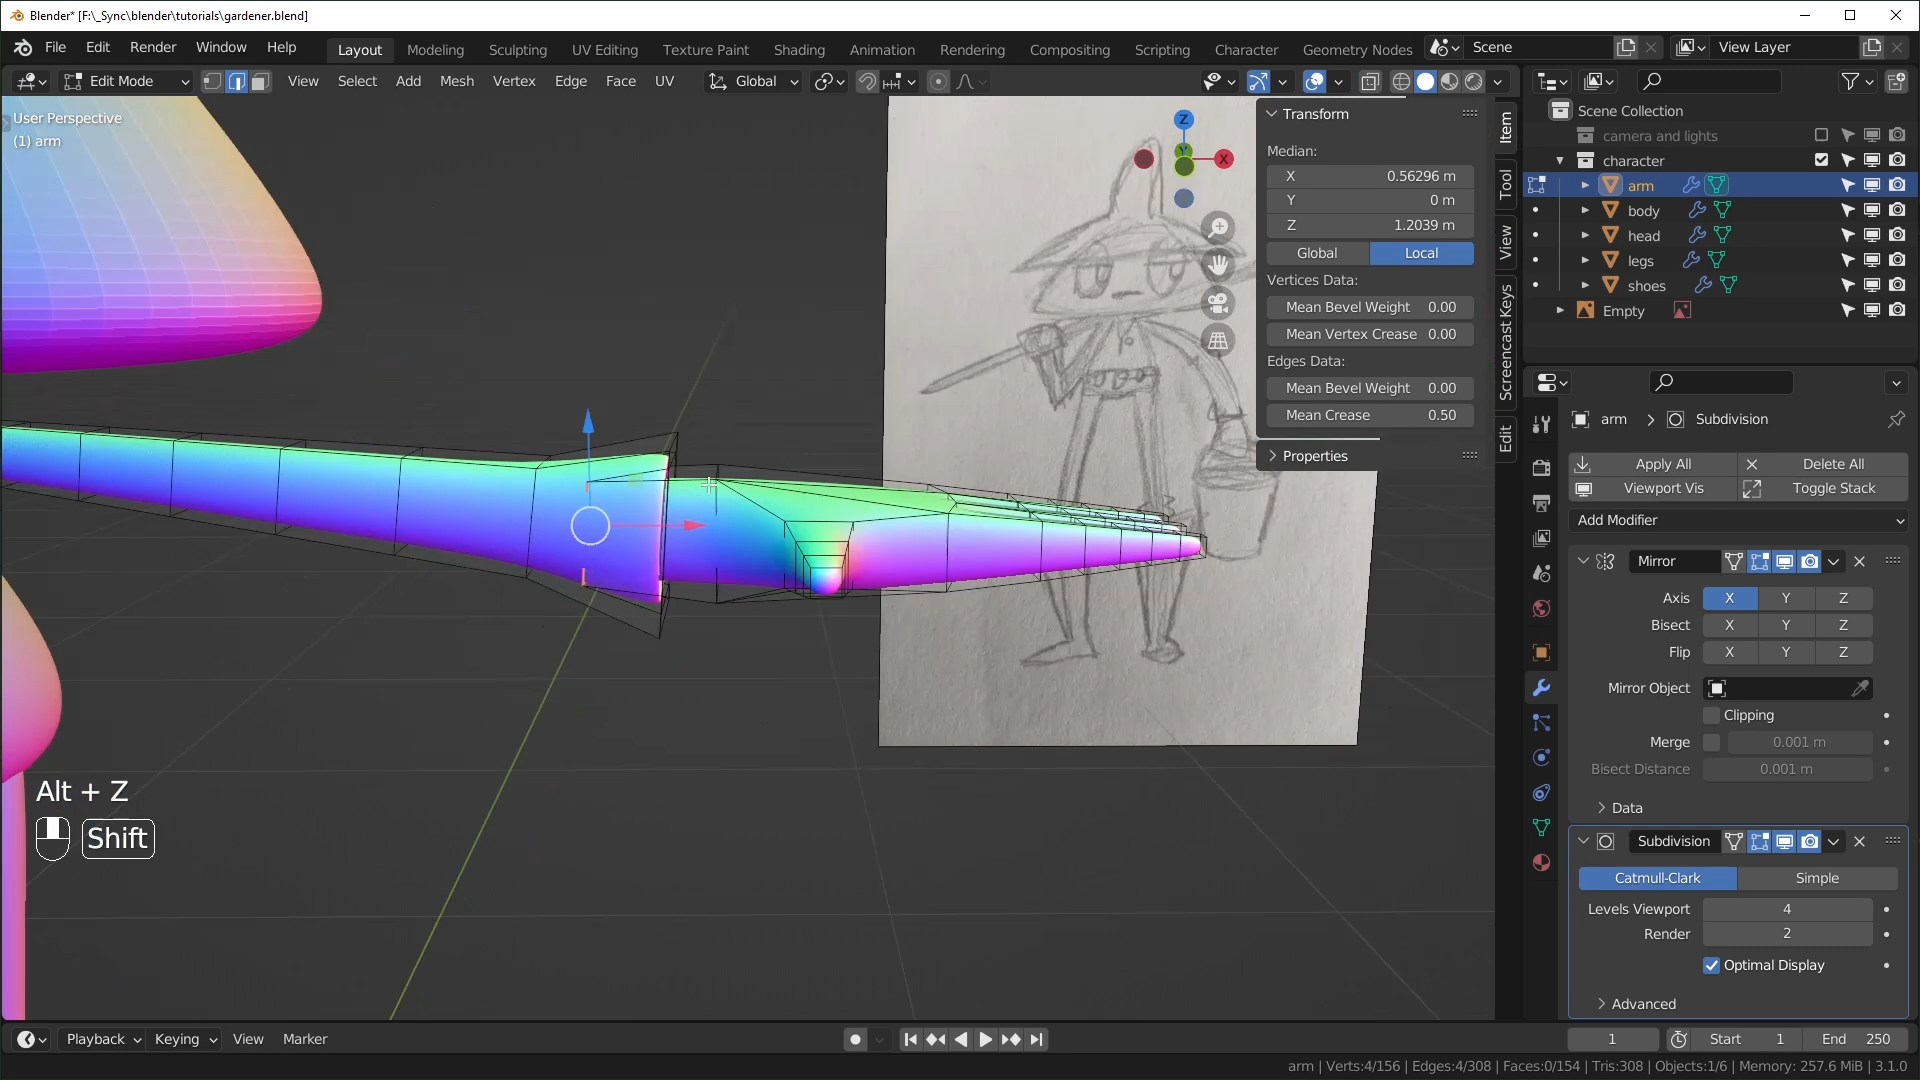 Blender* [F:\_Sync\blender\tutorials\gardener.blend]
File Edit Render Window Help
Layout Modeling Sculpting UV Editing Texture Paint Shading Animation Rendering Compositing Scripting Character Geometry Nodes
Scene View Layer
Edit Mode View Select Add Mesh Vertex Edge Face UV Global
User Perspective
(1) arm
Z
Y
X
Transform
Median:
X 0.56296 m
Y 0 m
Z 1.2039 m
Global Local
Vertices Data:
Mean Bevel Weight 0.00
Mean Vertex Crease 0.00
Edges Data:
Mean Bevel Weight 0.00
Mean Crease 0.50
Properties
Item
Tool
View
Screencast Keys
Edit
Scene Collection
camera and lights
character
arm
body
head
legs
shoes
Empty
arm > Subdivision
Apply All Delete All
Viewport Vis Toggle Stack
Add Modifier
Mirror
Axis X Y Z
Bisect X Y Z
Flip X Y Z
Mirror Object
Clipping
Merge 0.001 m
Bisect Distance 0.001 m
Data
Subdivision
Catmull-Clark Simple
Levels Viewport 4
Render 2
Optimal Display
Advanced
Alt + Z
Shift
Playback Keying View Marker
1 Start 1 End 250
arm | Verts:4/156 | Edges:4/308 | Faces:0/154 | Tris:308 | Objects:1/6 | Memory: 257.6 MiB | 3.1.0